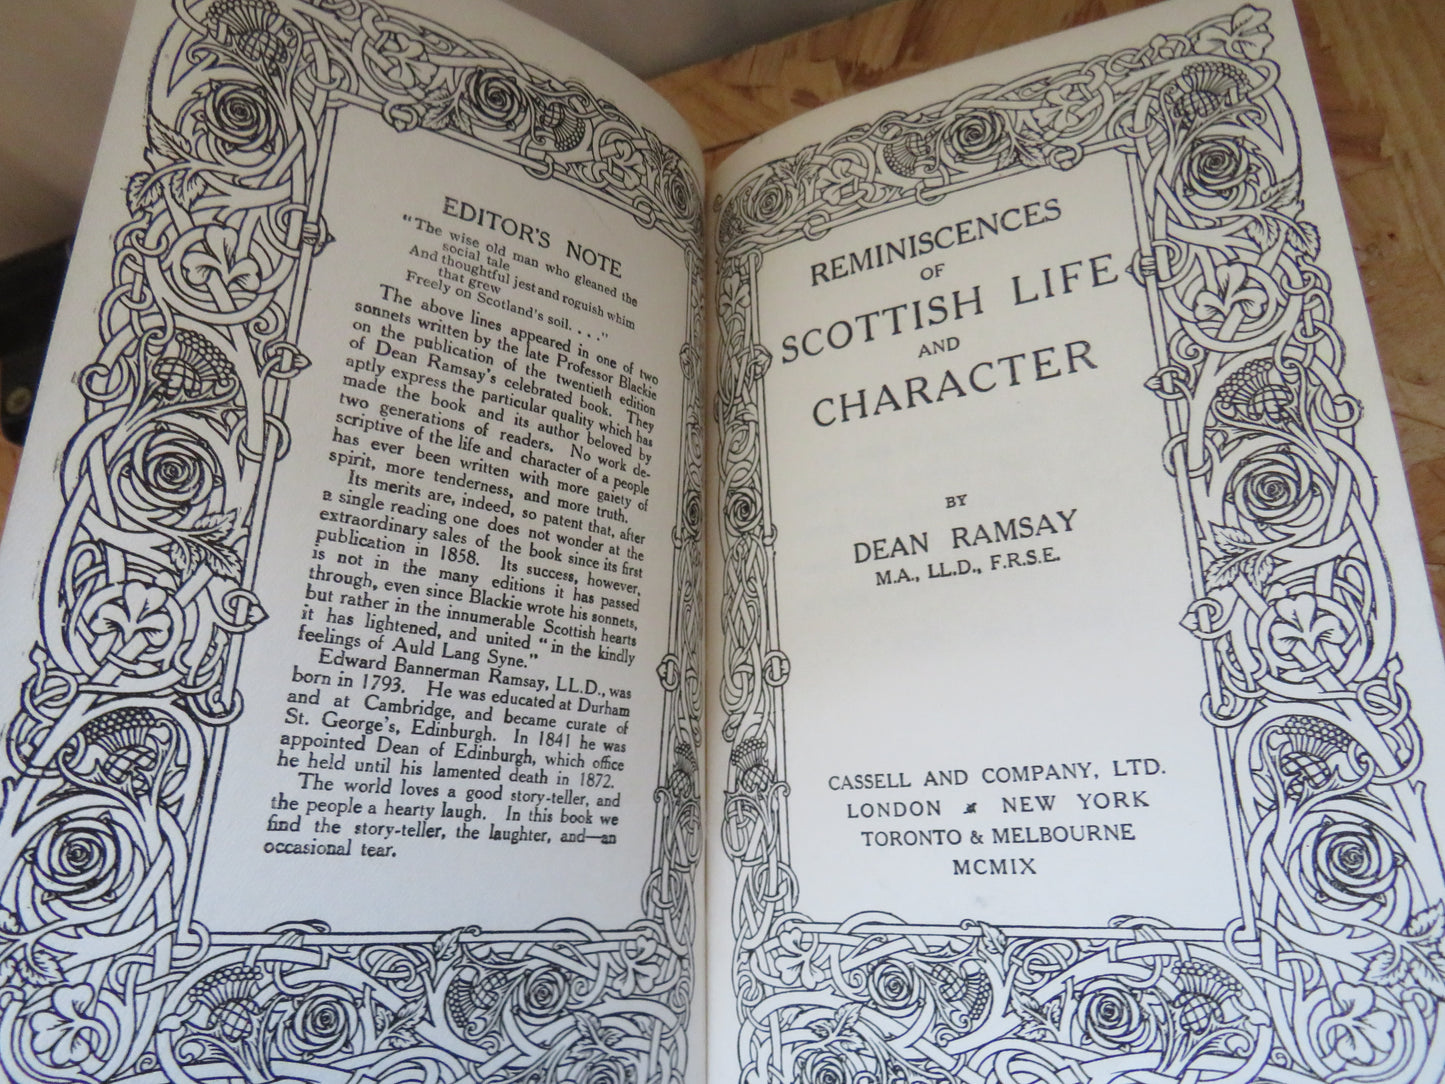 EDITOR'S NOTE
"The wise old man who gleaned the
social tale
And thoughtful jest and roguish whim
that grew
Freely on Scotland's soil. . . ."
The above lines appeared in one of two
sonnets written by the late Professor Blackie
on the publication of the twentieth edition
of Dean Ramsay's celebrated book. They
aptly express the particular quality which has
made the book and its author beloved by
two generations of readers. No work de-
scriptive of the life and character of a people
has ever been written with more gaiety of
spirit, more tenderness, and more truth.
Its merits are, indeed, so patent that, after
a single reading one does not wonder at the
extraordinary sales of the book since its first
publication in 1858. Its success, however,
is not in the many editions it has passed
through, even since Blackie wrote his sonnets,
but rather in the innumerable Scottish hearts
it has lightened, and united "in the kindly
feelings of Auld Lang Syne."
Edward Bannerman Ramsay, LL.D., was
born in 1793. He was educated at Durham
and at Cambridge, and became curate of
St. George's, Edinburgh. In 1841 he was
appointed Dean of Edinburgh, which office
he held until his lamented death in 1872.
The world loves a good story-teller, and
the people a hearty laugh. In this book we
find the story-teller, the laughter, and—an
occasional tear.
REMINISCENCES
OF
SCOTTISH LIFE
AND
CHARACTER
BY
DEAN RAMSAY
M.A., LL.D., F.R.S.E.
CASSELL AND COMPANY, LTD.
LONDON NEW YORK
TORONTO & MELBOURNE
MCMIX